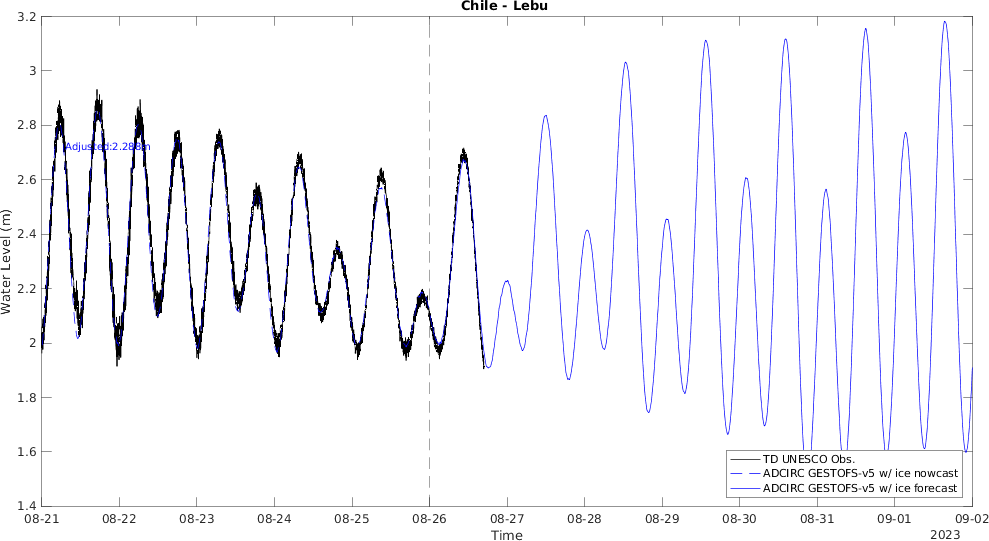 Chile - Lebu
3.2
3
2.8
2.6
2.4
2.2
2
1.8
1.6
1.4
Water Level (m)
Adjusted:2.288m
TD UNESCO Obs.
ADCIRC GESTOFS-v5 w/ ice nowcast
ADCIRC GESTOFS-v5 w/ ice forecast
08-21 08-22 08-23 08-24 08-25 08-26 08-27 08-28 08-29 08-30 08-31 09-01 09-02
Time
2023